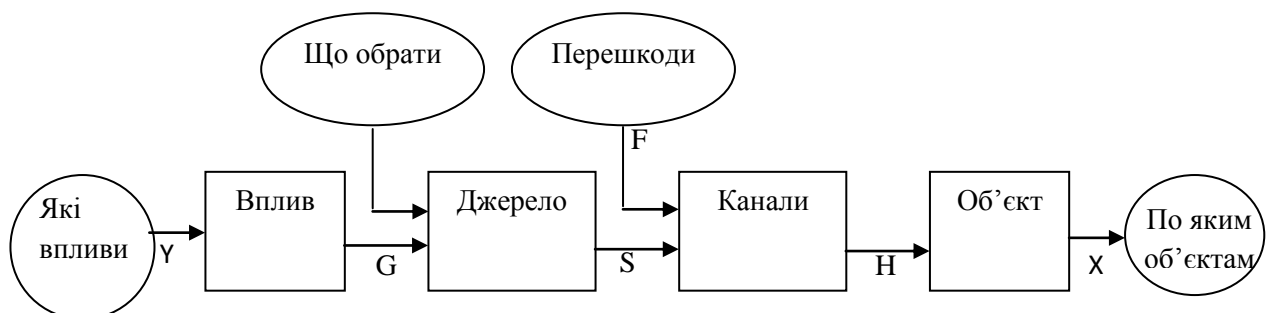 Що обрати
Перешкоди
F
Які
впливи
Y
Вплив
G
Джерело
S
Канали
H
Об’єкт
X
По яким
об’єктам